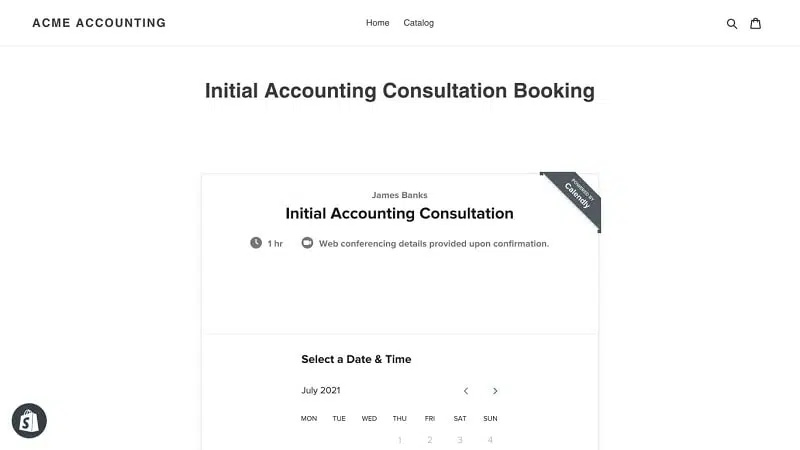 ACME ACCOUNTING
Home Catalog
Initial Accounting Consultation Booking
POWERED BY
Calendly
James Banks
Initial Accounting Consultation
1 hr Web conferencing details provided upon confirmation.
Select a Date & Time
July 2021
MON TUE WED THU FRI SAT SUN
1 2 3 4